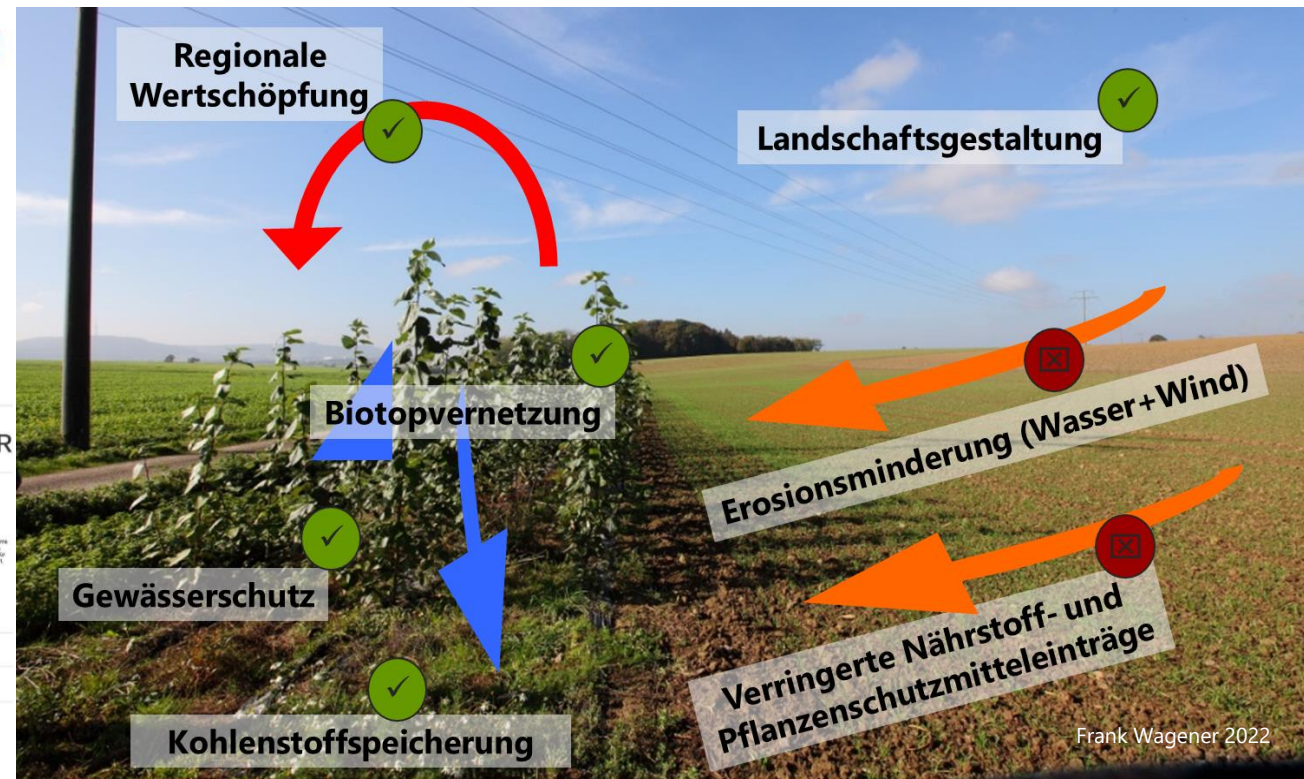 Regionale
Wertschöpfung
Landschaftsgestaltung
Biotopvernetzung
Erosionsminderung (Wasser+Wind)
Gewässerschutz
Verringerte Nährstoff- und
Pflanzenschutzmitteleinträge
Kohlenstoffspeicherung
Frank Wagener 2022
R